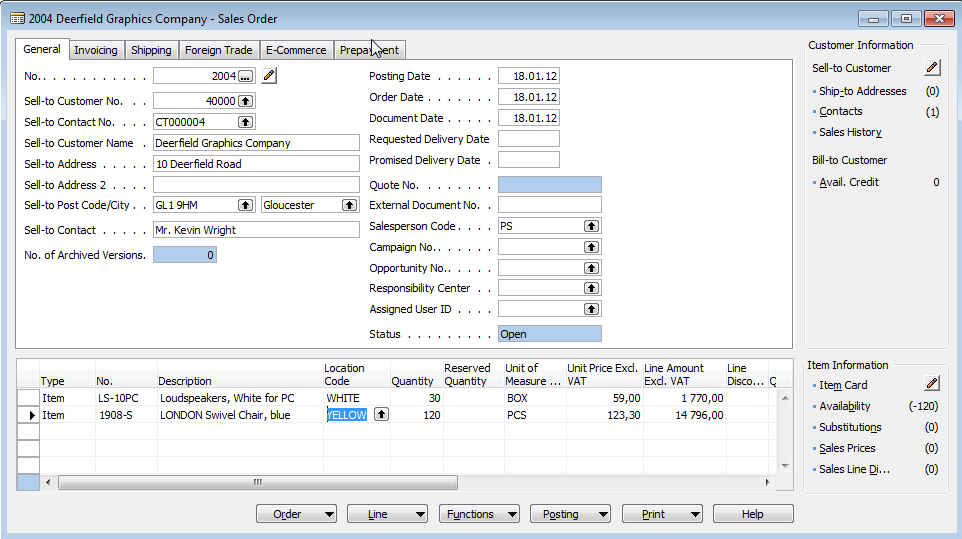 2004 Deerfield Graphics Company - Sales Order
General Invoicing Shipping Foreign Trade E-Commerce Prepayment
No. . . . . . . . . . . 2004 ...
Sell-to Customer No. . . 40000
Sell-to Contact No. . . . CT000004
Sell-to Customer Name . Deerfield Graphics Company
Sell-to Address . . . . . 10 Deerfield Road
Sell-to Address 2 . . . .
Sell-to Post Code/City . . GL1 9HM Gloucester
Sell-to Contact . . . . . Mr. Kevin Wright
No. of Archived Versions. 0
Posting Date . . . . . . 18.01.12
Order Date . . . . . . . 18.01.12
Document Date . . . . . 18.01.12
Requested Delivery Date
Promised Delivery Date .
Quote No. . . . . . . .
External Document No. .
Salesperson Code . . . . PS
Campaign No. . . . . . .
Opportunity No. . . . . .
Responsibility Center . .
Assigned User ID . . . .
Status . . . . . . . . . Open
Customer Information
Sell-to Customer
Ship-to Addresses (0)
Contacts (1)
Sales History
Bill-to Customer
Avail. Credit 0
Type No. Description Location Code Quantity Reserved Quantity Unit of Measure ... Unit Price Excl. VAT Line Amount Excl. VAT Line Disco... Q
Item LS-10PC Loudspeakers, White for PC WHITE 30 BOX 59,00 1 770,00
Item 1908-S LONDON Swivel Chair, blue YELLOW 120 PCS 123,30 14 796,00
Item Information
Item Card
Availability (-120)
Substitutions (0)
Sales Prices (0)
Sales Line Di... (0)
Order Line Functions Posting Print Help